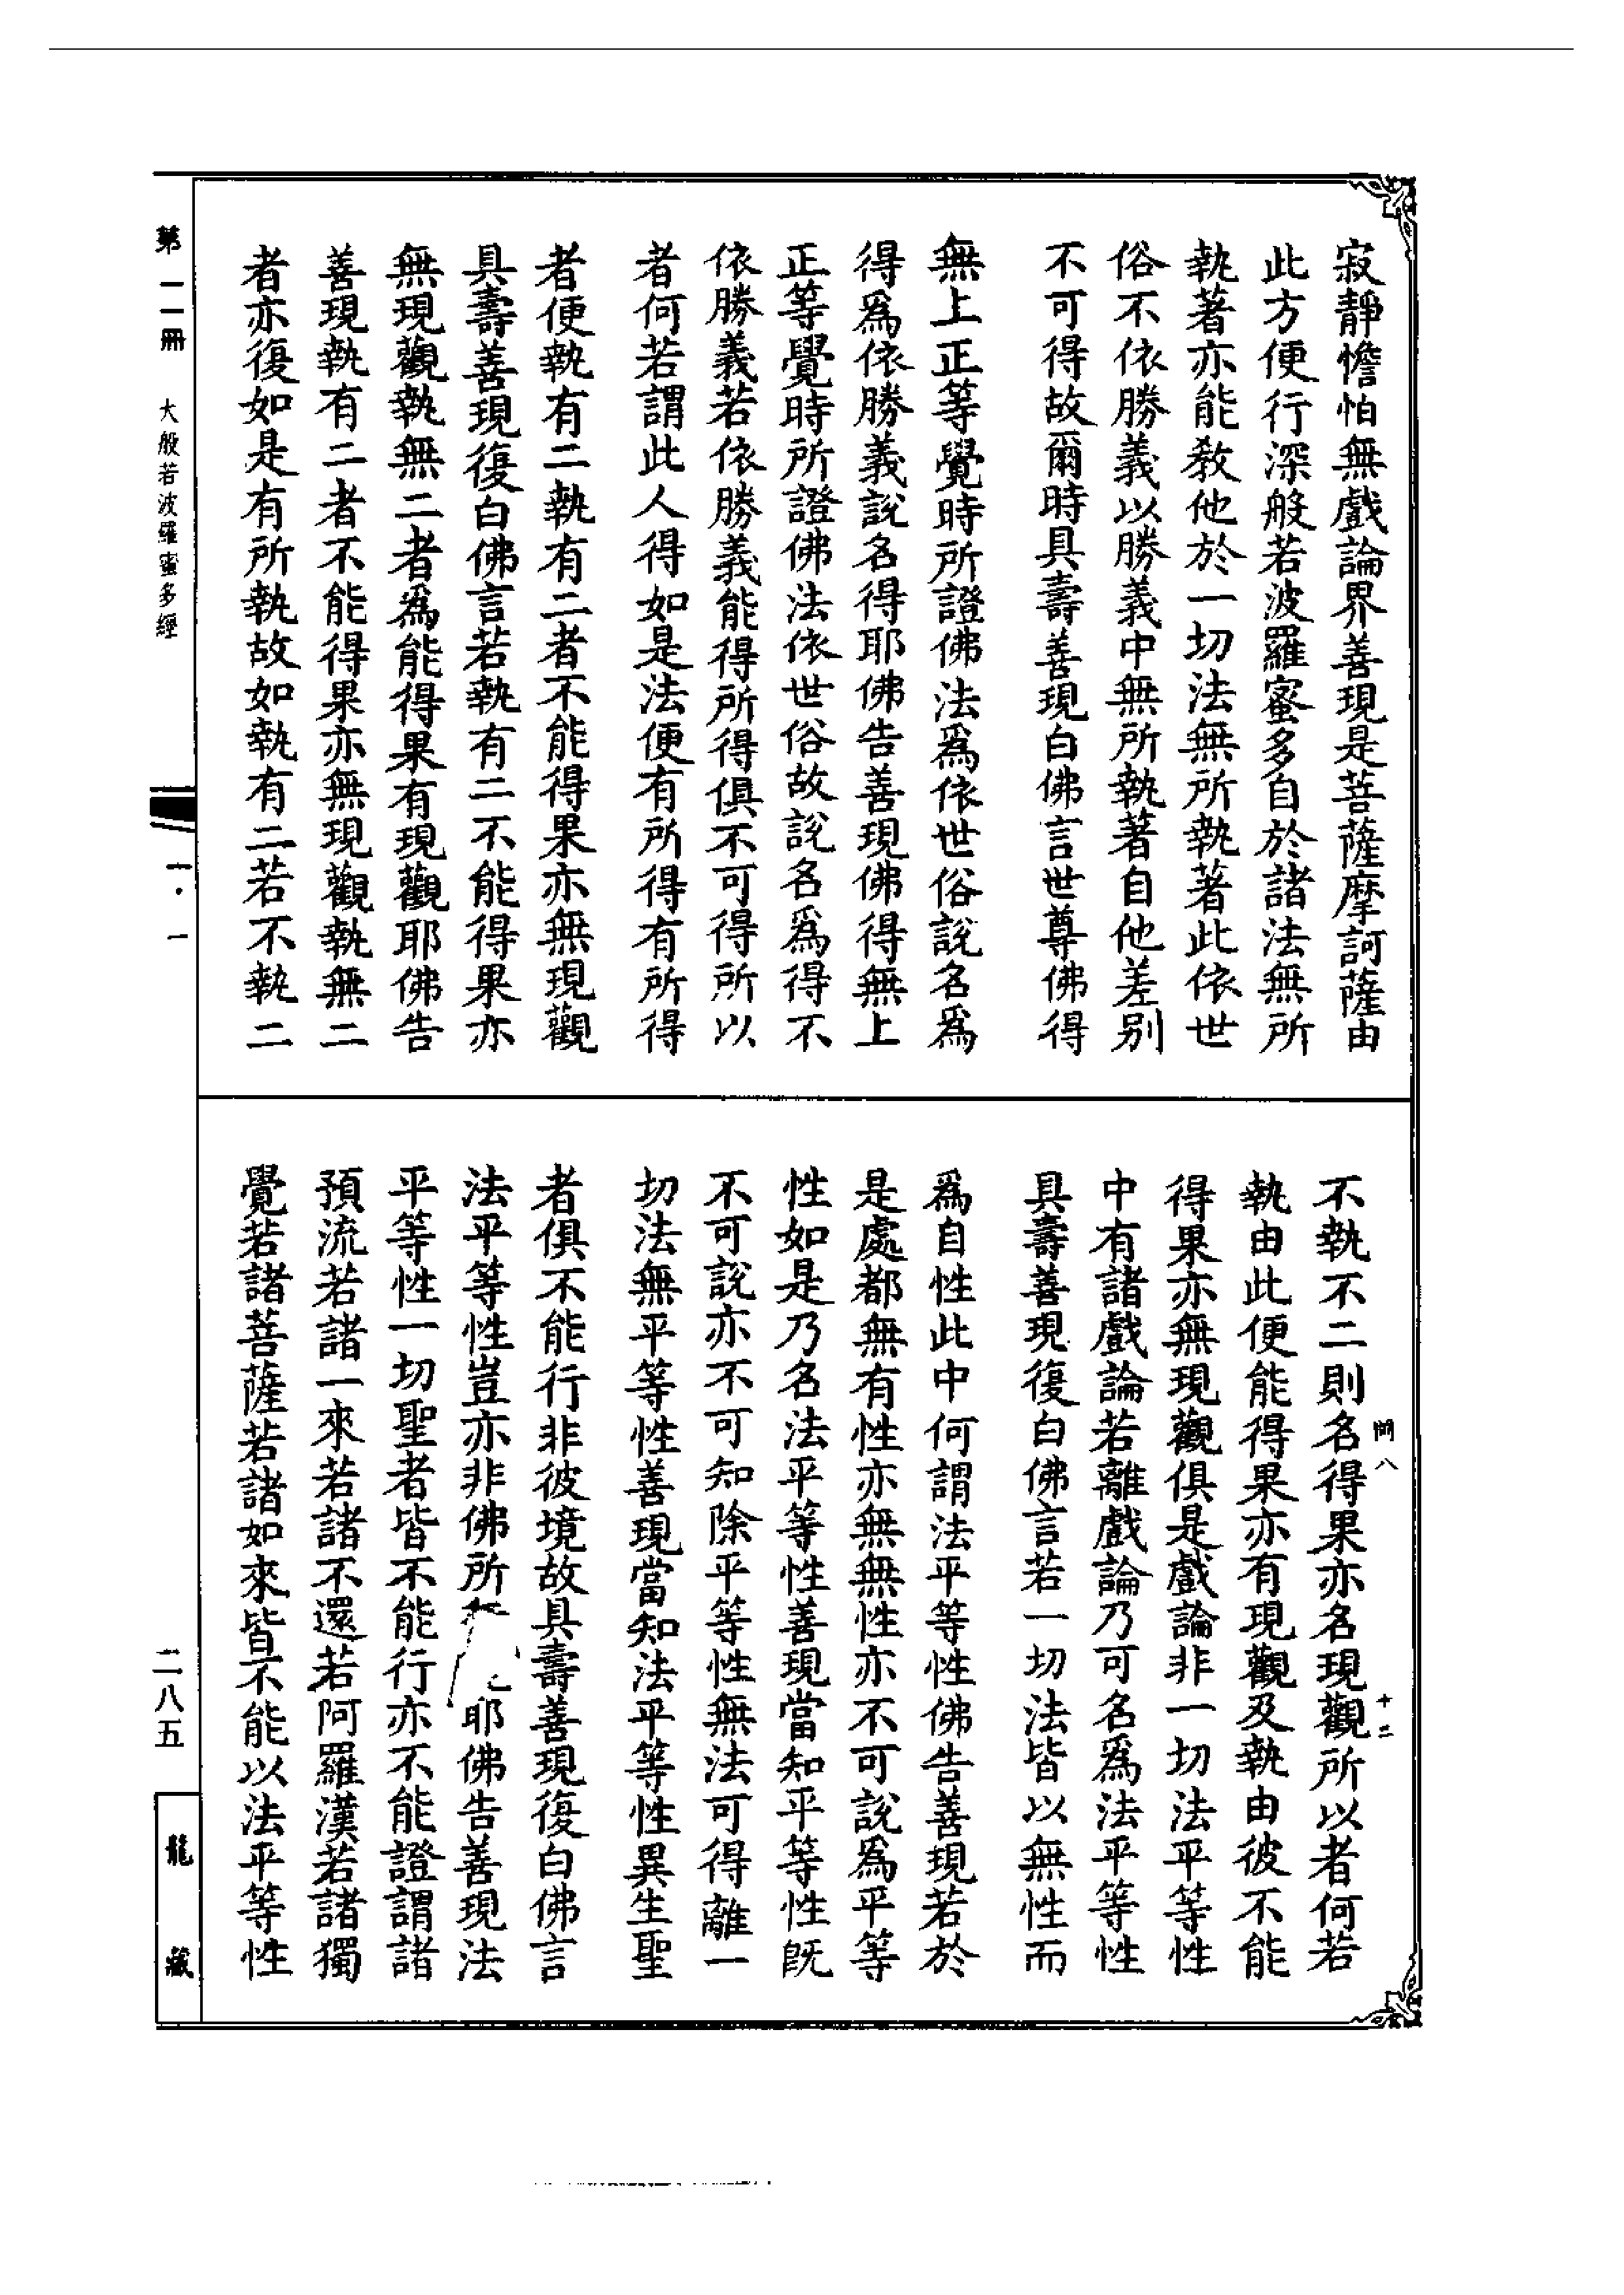 寂靜憺怕無戲論界善現是菩薩摩訶薩由
此方便行深般若波羅蜜多自於諸法無所
執著亦能教他於一切法無所執著此依世
俗不依勝義以勝義中無所執著自他差别
不可得故爾時具壽善現白佛言世尊佛得
無上正等覺時所證佛法為依世俗說名為
得爲依勝義說名得耶佛告善現佛得無上
正等覺時所證佛法依世俗故說名爲得不
依勝義若依勝義能得所得俱不可得所以
者何若謂此人得如是法便有所得有所得
者便執有二執有二者不能得果亦無現觀
具壽善現復白佛言若執有二不能得果亦
無現觀執無二者爲能得果有現觀耶佛告
善現執有二者不能得果亦無現觀執無二
者亦復如是有所執故如執有二若不執二
不執不二則名得果亦名現觀所以者何若
執由此便能得果亦有現觀及執由彼不能
得果亦無現觀俱是戲論非一切法平等性
中有諸戲論若離戲論乃可名爲法平等性
具壽善現復白佛言若一切法皆以無性而
爲自性此中何謂法平等性佛告善現若於
是處都無有性亦無無性亦不可說爲平等
性如是乃名法平等性善現當知平等性既
不可說亦不可知除平等性無法可得離一
切法無平等性善現當知法平等性異生聖
者俱不能行非彼境故具壽善現復白佛言
法平等性豈亦非佛所耶佛告善現法
平等性一切聖者皆不能行亦不能證謂諸
預流若諸一來若諸不還若阿羅漢若諸獨
覺若諸菩薩若諸如來皆不能以法平等性
八
十二
第一一冊
大般若波羅蜜多經
一·一
二八五
龍藏